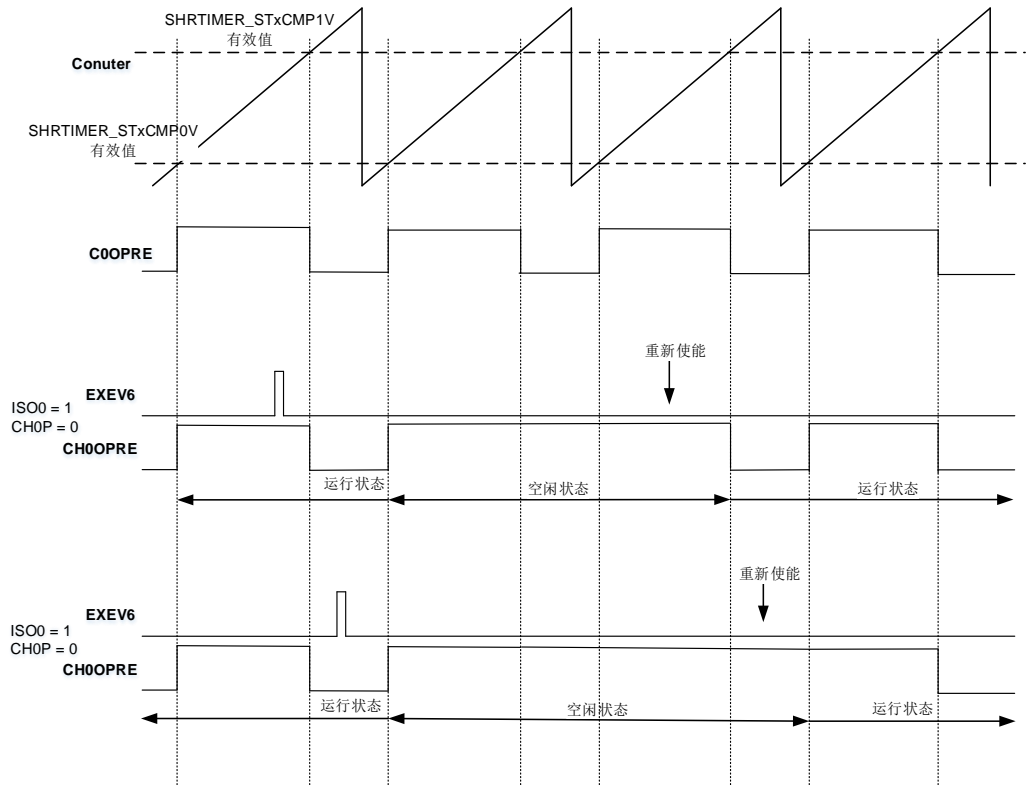 SHRTIMER_STxCMP1V
有效值
Conuter
SHRTIMER_STxCMP0V
有效值
C0OPRE
重新使能
EXEV6
ISO0 = 1
CH0P = 0
CH0OPRE
运行状态
空闲状态
运行状态
重新使能
EXEV6
ISO0 = 1
CH0P = 0
CH0OPRE
运行状态
空闲状态
运行状态